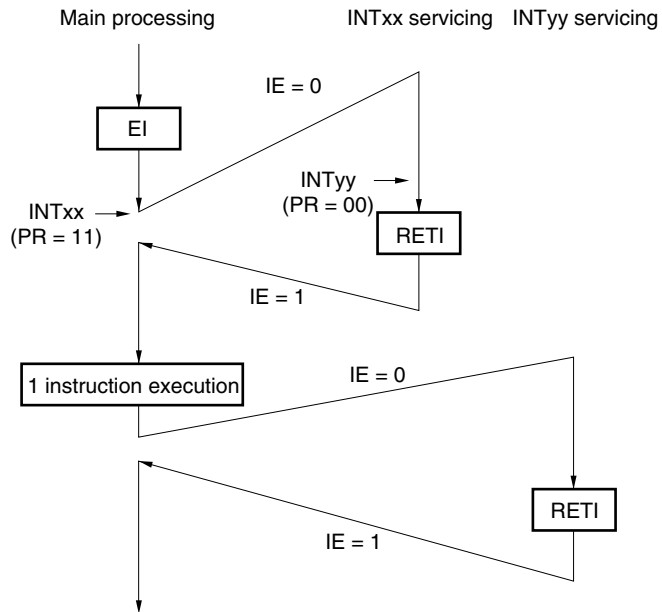 Main processing INTxx servicing INTyy servicing
IE = 0
EI
INTyy
(PR = 00)
INTxx
(PR = 11)
RETI
IE = 1
1 instruction execution
IE = 0
RETI
IE = 1